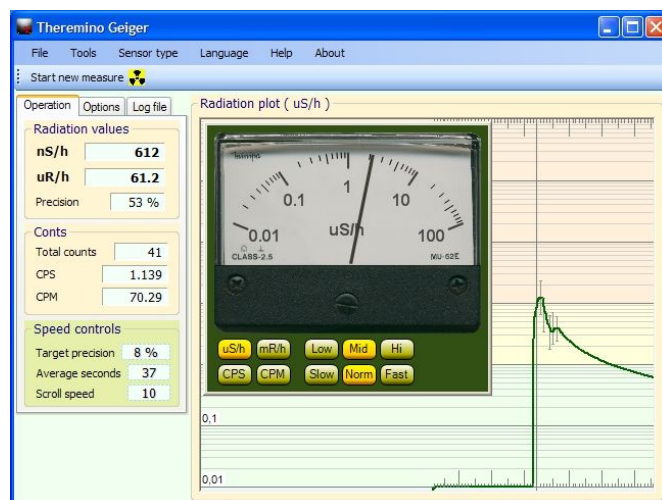 Theremino Geiger
File Tools Sensor type Language Help About
Start new measure
Operation Options Log file
Radiation values
nS/h 612
uR/h 61.2
Precision 53 %
Conts
Total counts 41
CPS 1.139
CPM 70.29
Speed controls
Target precision 8 %
Average seconds 37
Scroll speed 10
Radiation plot ( uS/h )
0.01 0.1 1 10 100
uS/h
CLASS-2.5 MU-52E
uS/h mR/h Low Mid Hi
CPS CPM Slow Norm Fast
0,1
0,01